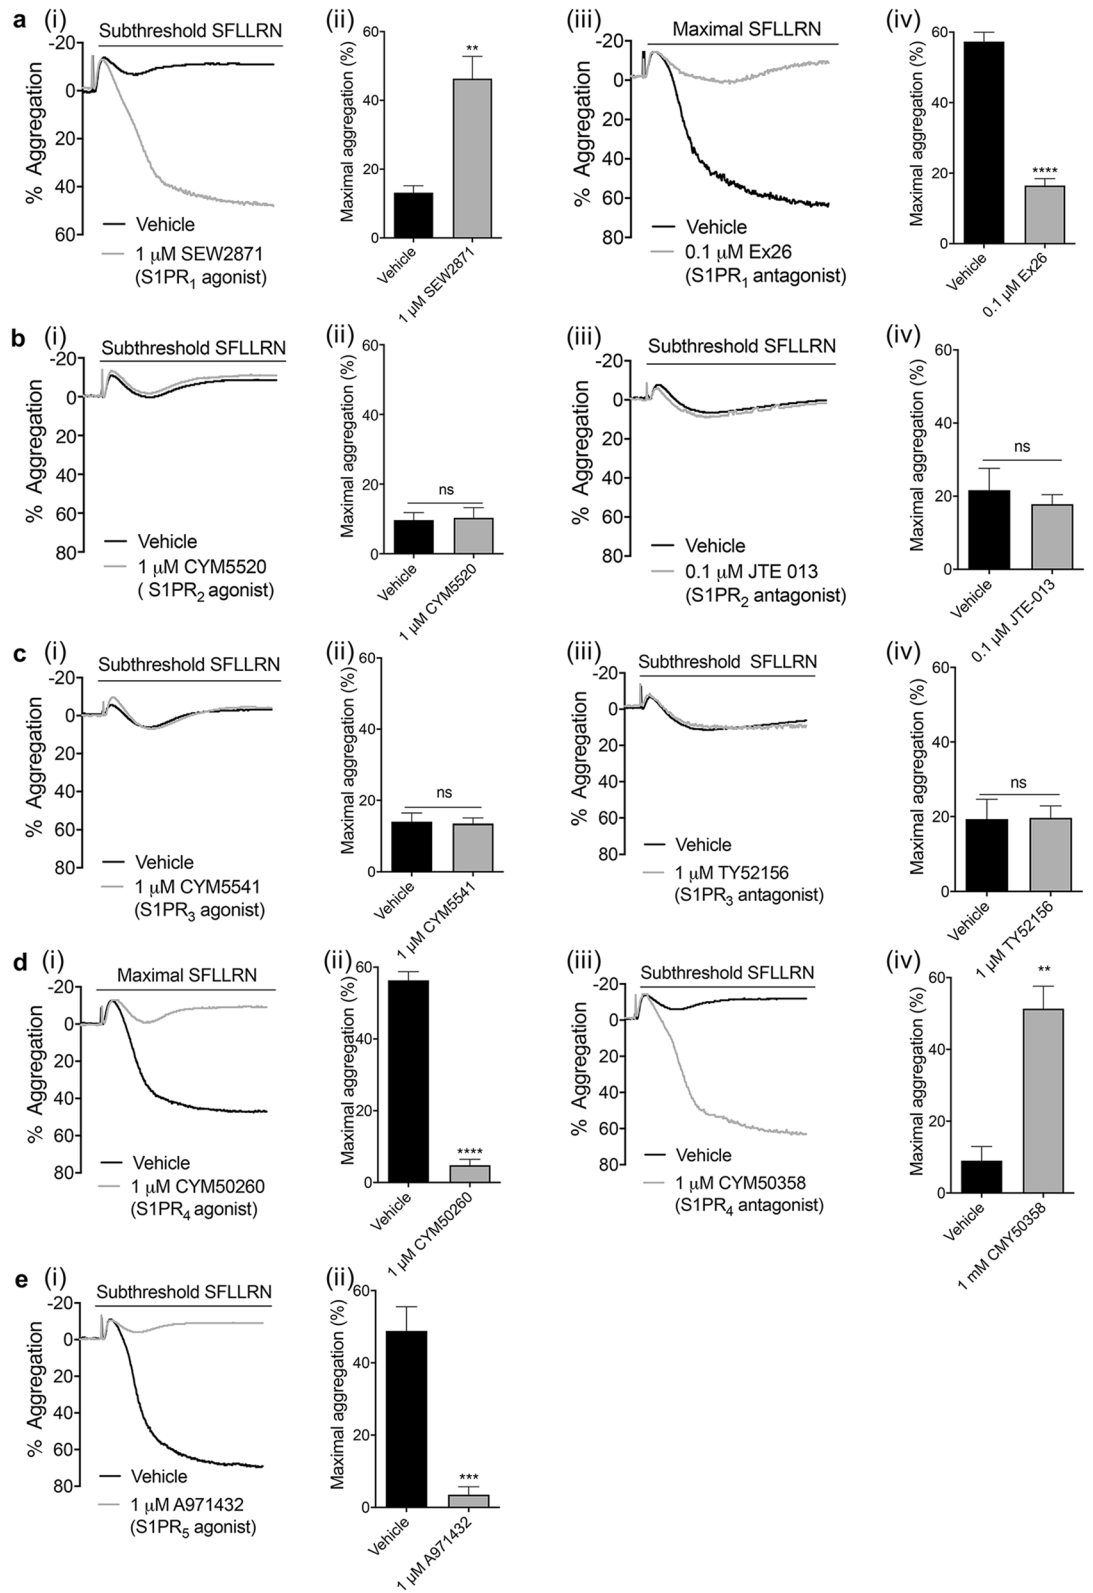 a (i) (ii) (iii) (iv)
Subthreshold SFLLRN
-20
0
20
40
60
% Aggregation
Vehicle
1 μM SEW2871
(S1PR1 agonist)
60
40
20
0
Maximal aggregation (%)
**
Vehicle
1 μM SEW2871
Maximal SFLLRN
-20
0
20
40
60
80
% Aggregation
Vehicle
0.1 μM Ex26
(S1PR1 antagonist)
60
40
20
0
Maximal aggregation (%)
****
Vehicle
0.1 μM Ex26
b (i) (ii) (iii) (iv)
Subthreshold SFLLRN
-20
0
20
40
60
80
% Aggregation
Vehicle
1 μM CYM5520
( S1PR2 agonist)
60
40
20
0
Maximal aggregation (%)
ns
Vehicle
1 μM CYM5520
Subthreshold SFLLRN
-20
0
20
40
60
80
% Aggregation
Vehicle
0.1 μM JTE 013
(S1PR2 antagonist)
60
40
20
0
Maximal aggregation (%)
ns
Vehicle
0.1 μM JTE-013
c (i) (ii) (iii) (iv)
Subthreshold SFLLRN
-20
0
20
40
60
80
% Aggregation
Vehicle
1 μM CYM5541
(S1PR3 agonist)
60
40
20
0
Maximal aggregation (%)
ns
Vehicle
1 μM CYM5541
Subthreshold SFLLRN
-20
0
20
40
60
80
% Aggregation
Vehicle
1 μM TY52156
(S1PR3 antagonist)
60
40
20
0
Maximal aggregation (%)
ns
Vehicle
1 μM TY52156
d (i) (ii) (iii) (iv)
Maximal SFLLRN
-20
0
20
40
60
80
% Aggregation
Vehicle
1 μM CYM50260
(S1PR4 agonist)
60
40
20
0
Maximal aggregation (%)
****
Vehicle
1 μM CYM50260
Subthreshold SFLLRN
-20
0
20
40
60
80
% Aggregation
Vehicle
1 μM CYM50358
(S1PR4 antagonist)
60
40
20
0
Maximal aggregation (%)
**
Vehicle
1 mM CMY50358
e (i) (ii)
Subthreshold SFLLRN
-20
0
20
40
60
80
% Aggregation
Vehicle
1 μM A971432
(S1PR5 agonist)
60
40
20
0
Maximal aggregation (%)
***
Vehicle
1 μM A971432